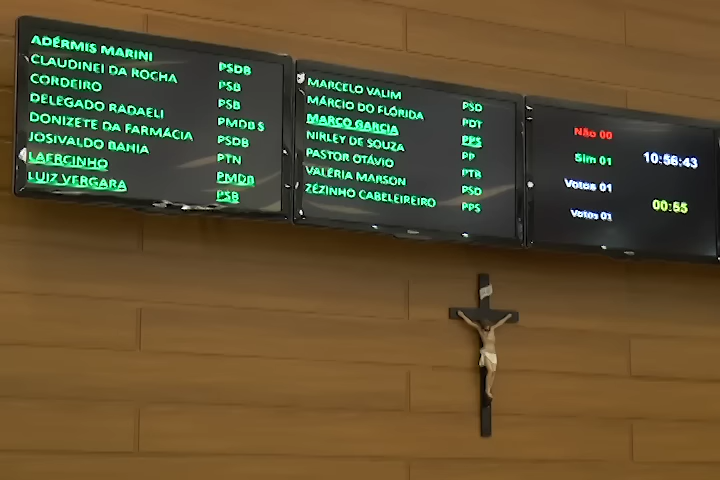 ADÉRMIS MARINI PSDB
CLAUDINEI DA ROCHA PSB
CORDEIRO PSB
DELEGADO RADAELI PMDB $
DONIZETE DA FARMÁCIA PSDB
JOSIVALDO BAHIA PTN
LAERCINHO PMDB
LUIZ VERGARA PSB
MARCELO VALIM PSD
MÁRCIO DO FLÓRIDA PDT
MARCO GARCIA PPS
NIRLEY DE SOUZA PP
PASTOR OTÁVIO PTB
VALÉRIA MARSON PSD
ZÉZINHO CABELEIREIRO PPS
Não 00
Sim 01 10:56:43
Votos 01
00:55
Votos 01